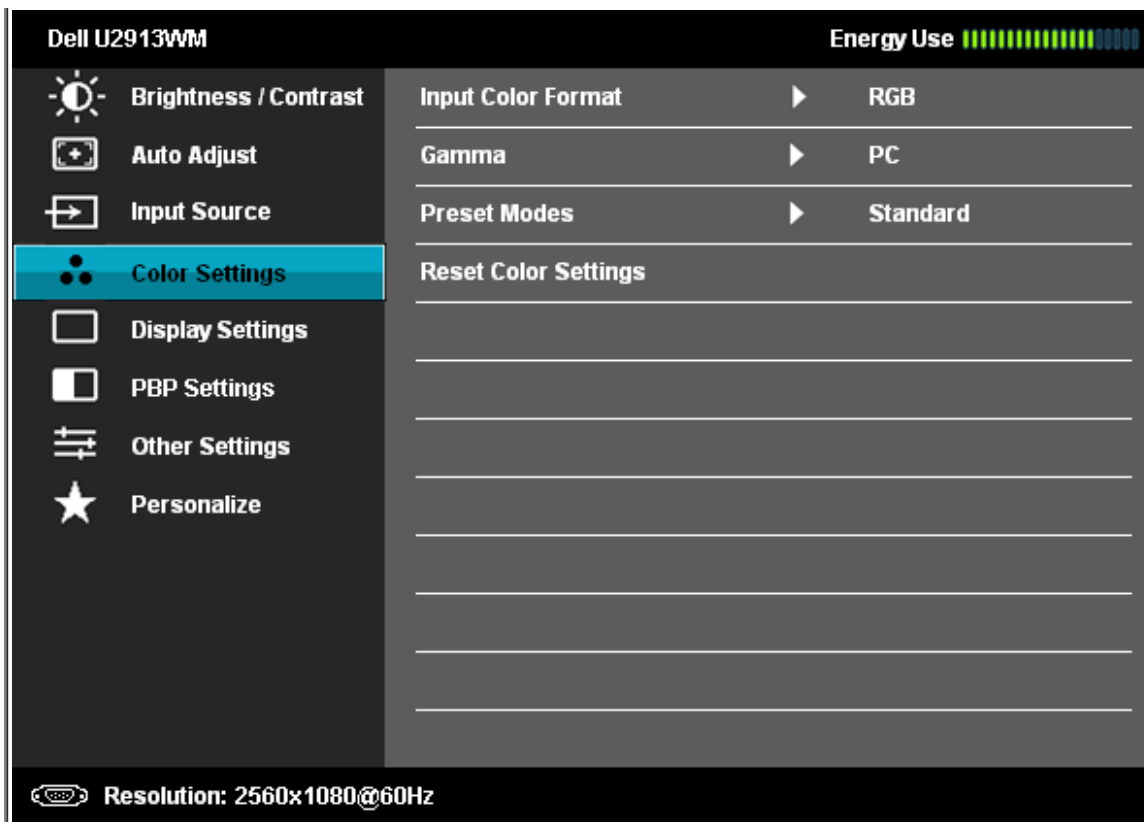 Dell U2913WM
Energy Use
Brightness / Contrast
Auto Adjust
Input Source
Color Settings
Display Settings
PBP Settings
Other Settings
Personalize
Input Color Format RGB
Gamma PC
Preset Modes Standard
Reset Color Settings
Resolution: 2560x1080@60Hz